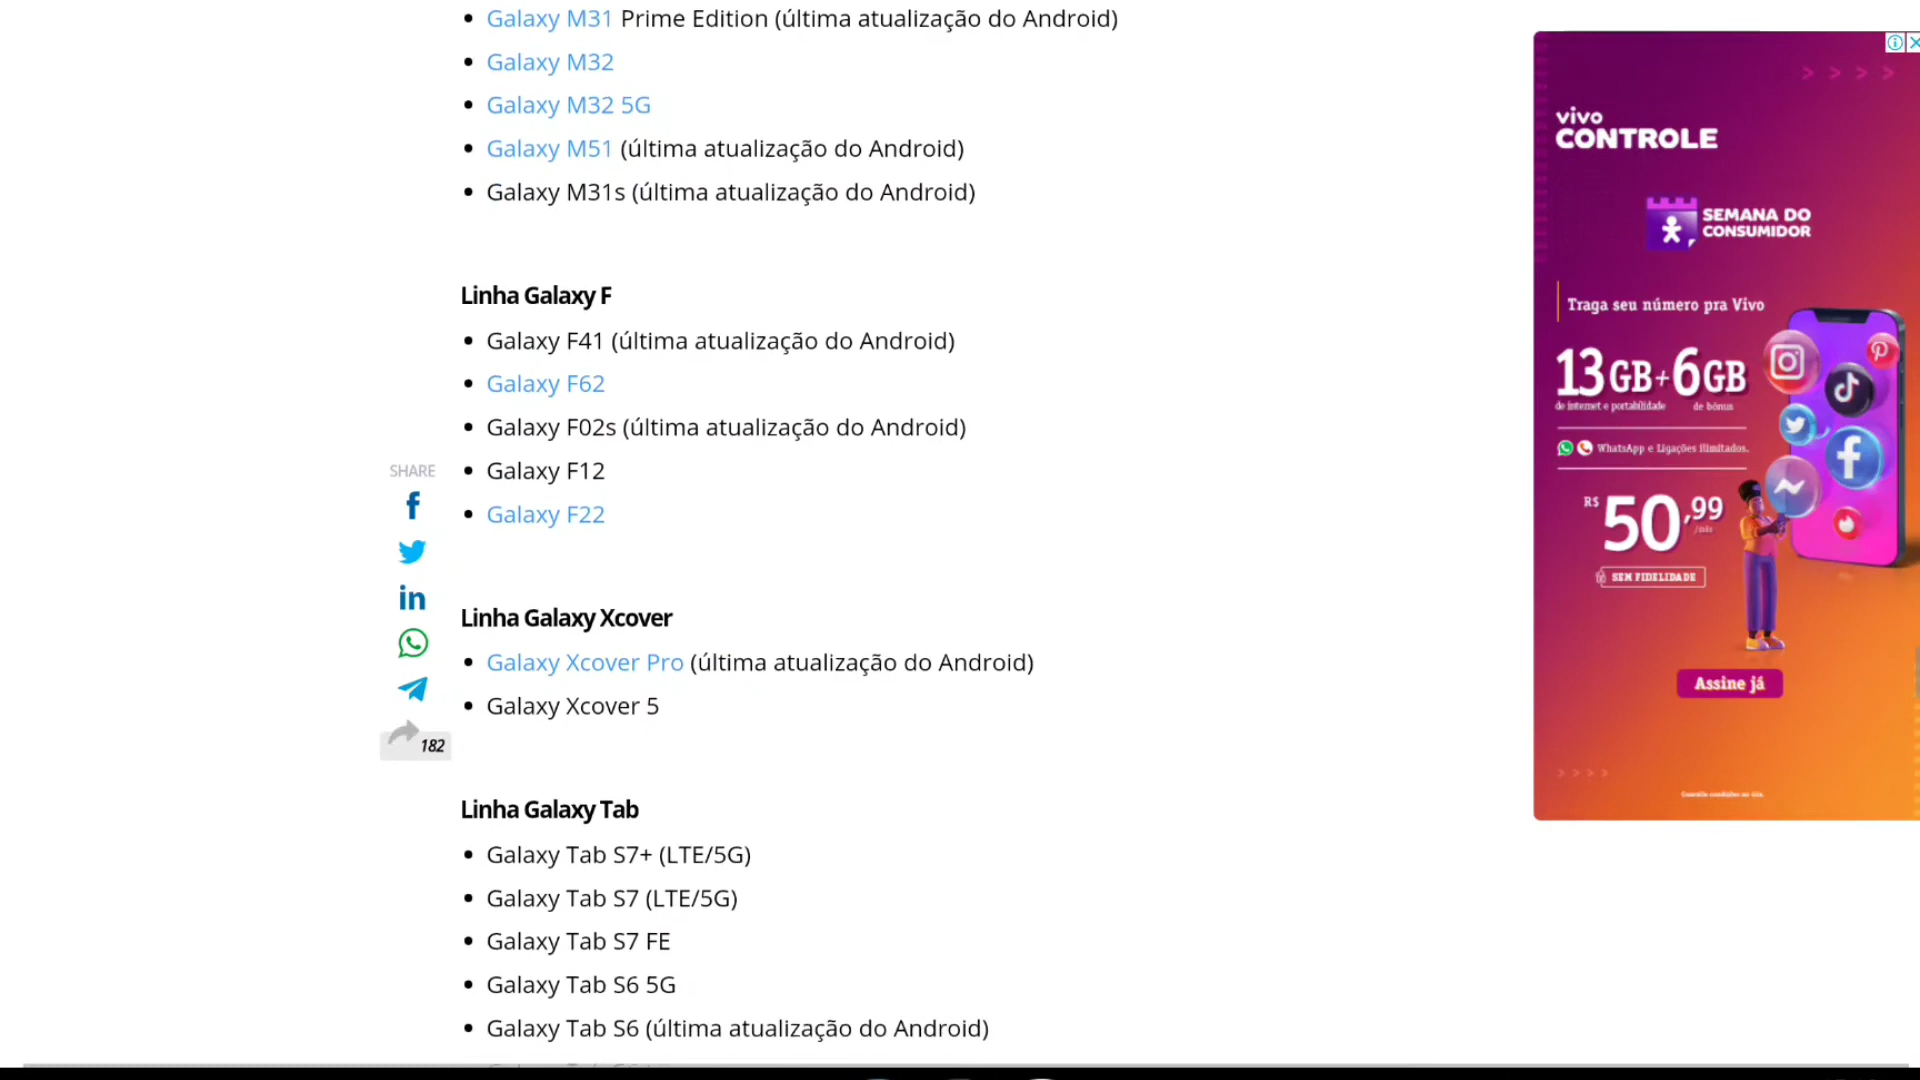 Galaxy M31 Prime Edition (última atualização do Android)
Galaxy M32
Galaxy M32 5G
Galaxy M51 (última atualização do Android)
Galaxy M31s (última atualização do Android)
Linha Galaxy F
Galaxy F41 (última atualização do Android)
Galaxy F62
Galaxy F02s (última atualização do Android)
Galaxy F12
Galaxy F22
Linha Galaxy Xcover
Galaxy Xcover Pro (última atualização do Android)
Galaxy Xcover 5
Linha Galaxy Tab
Galaxy Tab S7+ (LTE/5G)
Galaxy Tab S7 (LTE/5G)
Galaxy Tab S7 FE
Galaxy Tab S6 5G
Galaxy Tab S6 (última atualização do Android)
SHARE
182
vivo
CONTROLE
SEMANA DO
CONSUMIDOR
Traga seu número pra Vivo
13GB+6GB
de internet e portabilidade de bônus
WhatsApp e Ligações ilimitados.
R$ 50,99
/mês
SEM FIDELIDADE
Assine já
Consulte condições no site.